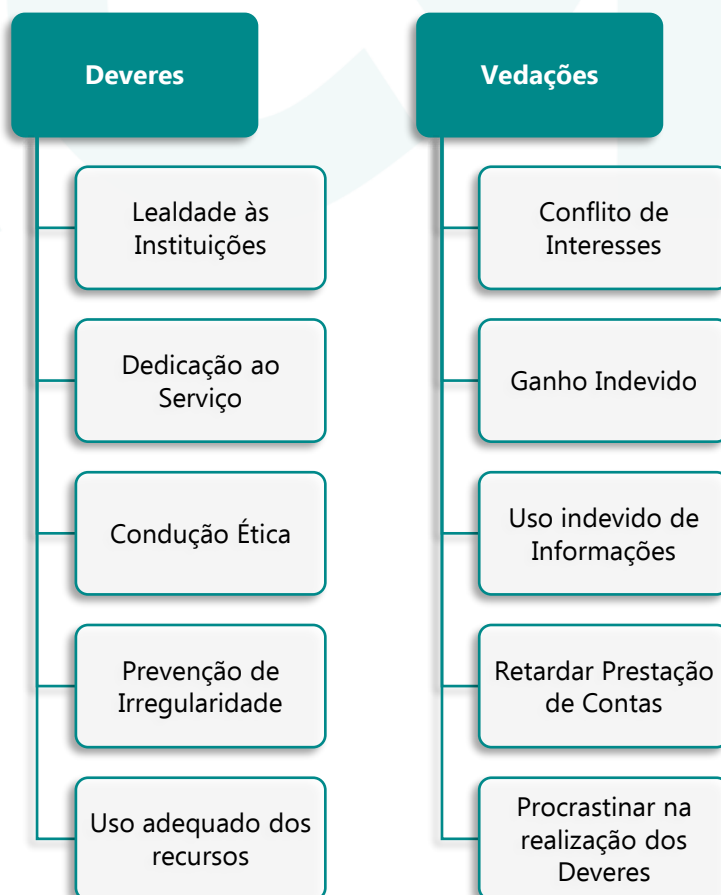 Deveres
Lealdade às
Instituições
Dedicação ao
Serviço
Condução Ética
Prevenção de
Irregularidade
Uso adequado dos
recursos
Vedações
Conflito de
Interesses
Ganho Indevido
Uso indevido de
Informações
Retardar Prestação
de Contas
Procrastinar na
realização dos
Deveres